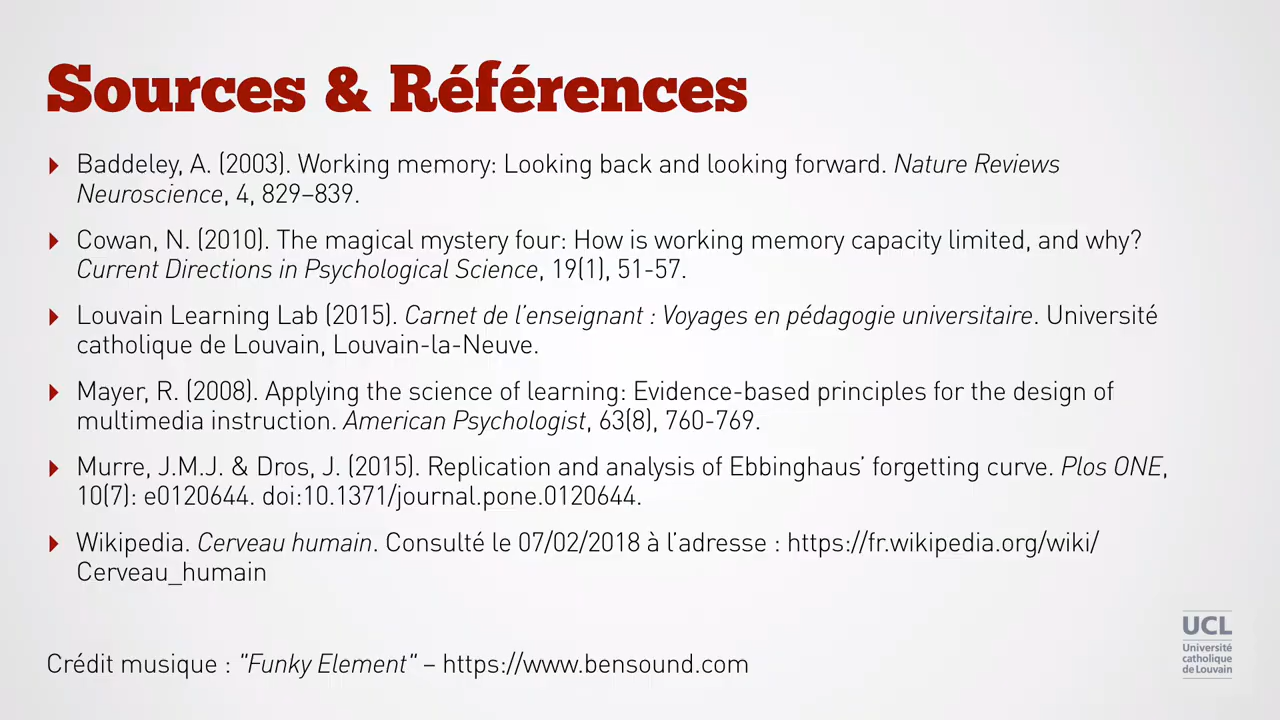 Sources & Références
Baddeley, A. (2003). Working memory: Looking back and looking forward. Nature Reviews
Neuroscience, 4, 829–839.
Cowan, N. (2010). The magical mystery four: How is working memory capacity limited, and why?
Current Directions in Psychological Science, 19(1), 51-57.
Louvain Learning Lab (2015). Carnet de l’enseignant : Voyages en pédagogie universitaire. Université
catholique de Louvain, Louvain-la-Neuve.
Mayer, R. (2008). Applying the science of learning: Evidence-based principles for the design of
multimedia instruction. American Psychologist, 63(8), 760-769.
Murre, J.M.J. & Dros, J. (2015). Replication and analysis of Ebbinghaus’ forgetting curve. Plos ONE,
10(7): e0120644. doi:10.1371/journal.pone.0120644.
Wikipedia. Cerveau humain. Consulté le 07/02/2018 à l’adresse : https://fr.wikipedia.org/wiki/
Cerveau_humain
Crédit musique : "Funky Element" – https://www.bensound.com
UCL
Université
catholique
de Louvain